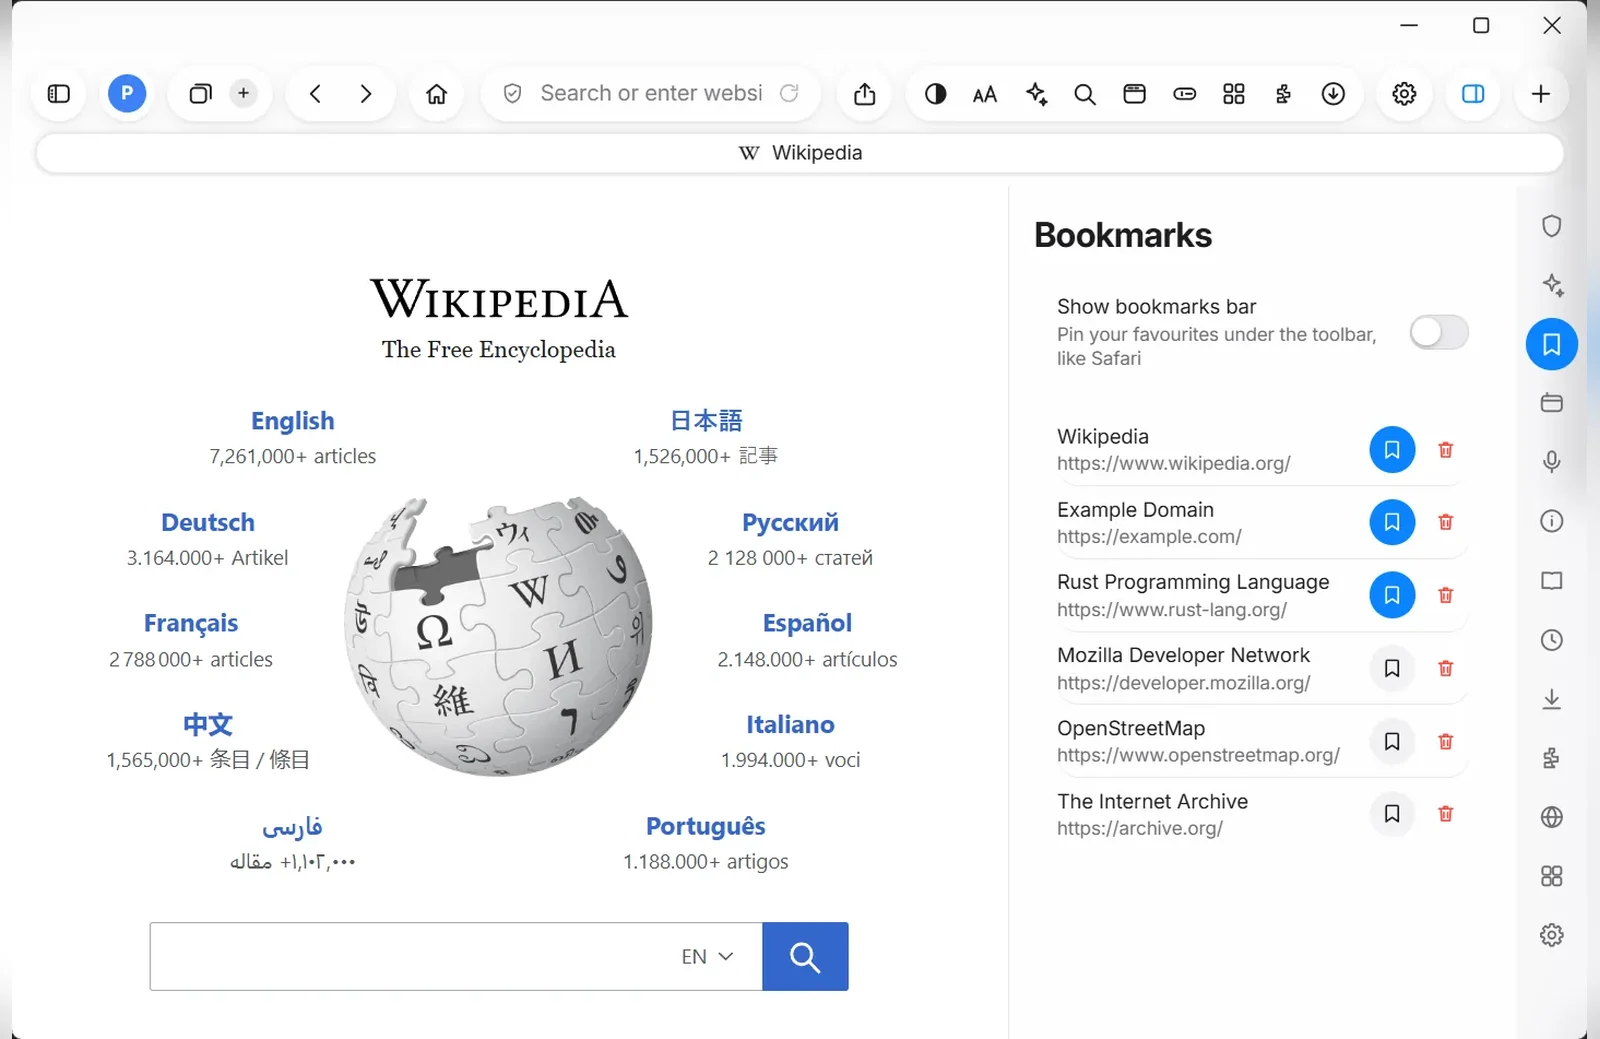 P
Search or enter websi
AA
W Wikipedia
WIKIPEDIA
The Free Encyclopedia
English
7,261,000+ articles
日本語
1,526,000+ 記事
Deutsch
3.164.000+ Artikel
Русский
2 128 000+ статей
Français
2 788 000+ articles
Español
2.148.000+ artículos
中文
1,565,000+ 条目 / 條目
Italiano
1.994.000+ voci
فارسی
۱,۱۰۲,۰۰۰+ مقاله
Português
1.188.000+ artigos
Ω
W
И
維
ウィ
EN
Bookmarks
Show bookmarks bar
Pin your favourites under the toolbar,
like Safari
Wikipedia
https://www.wikipedia.org/
Example Domain
https://example.com/
Rust Programming Language
https://www.rust-lang.org/
Mozilla Developer Network
https://developer.mozilla.org/
OpenStreetMap
https://www.openstreetmap.org/
The Internet Archive
https://archive.org/